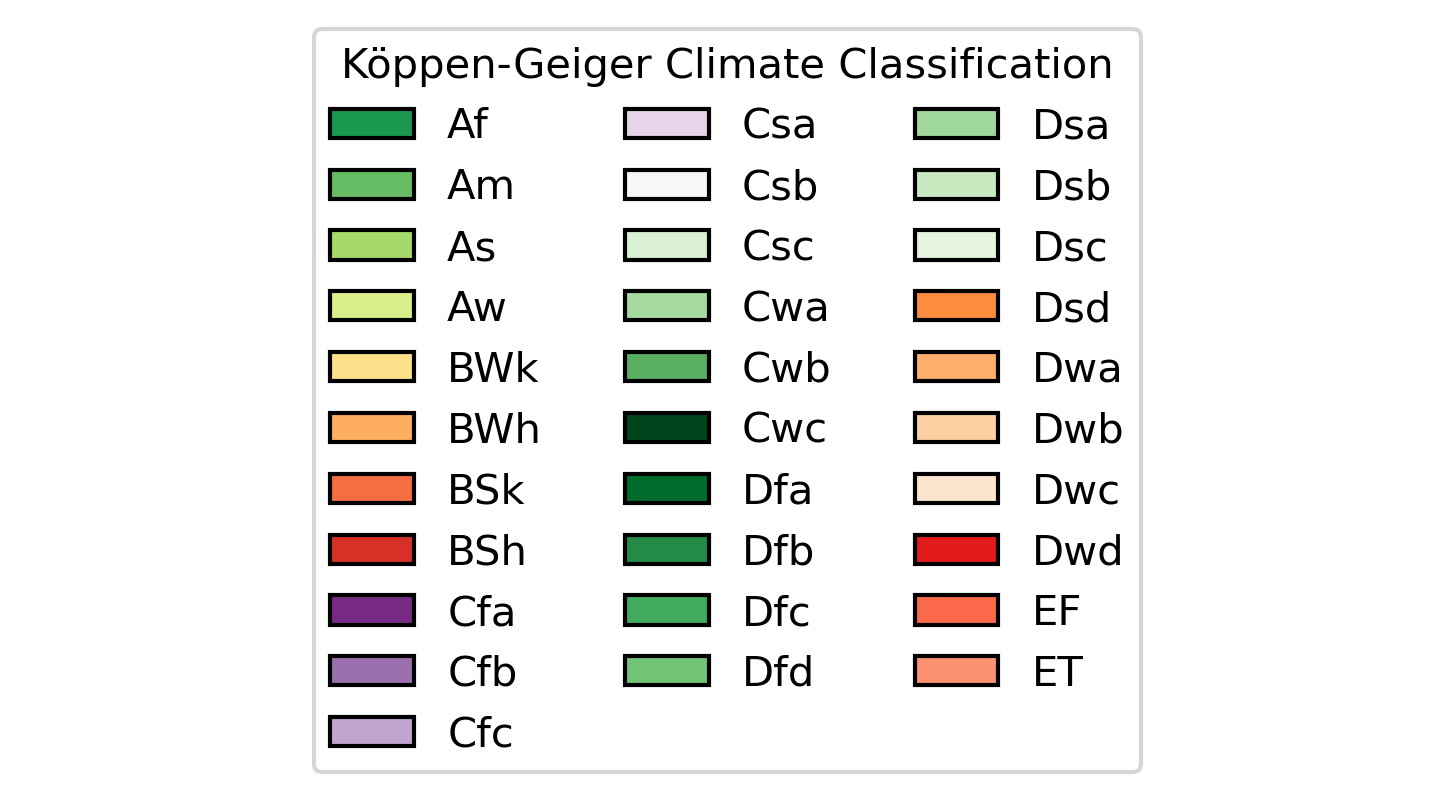 Köppen-Geiger Climate Classification
Af
Am
As
Aw
BWk
BWh
BSk
BSh
Cfa
Cfb
Cfc
Csa
Csb
Csc
Cwa
Cwb
Cwc
Dfa
Dfb
Dfc
Dfd
Dsa
Dsb
Dsc
Dsd
Dwa
Dwb
Dwc
Dwd
EF
ET